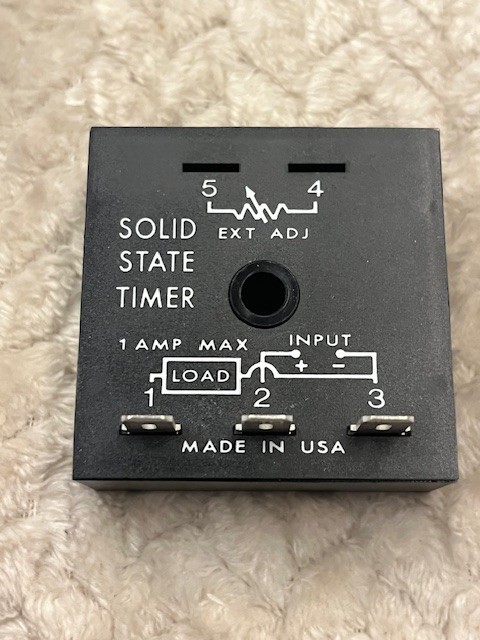 5 4
EXT ADJ
SOLID
STATE
TIMER
1 AMP MAX
INPUT
+ −
LOAD
1 2 3
MADE IN USA